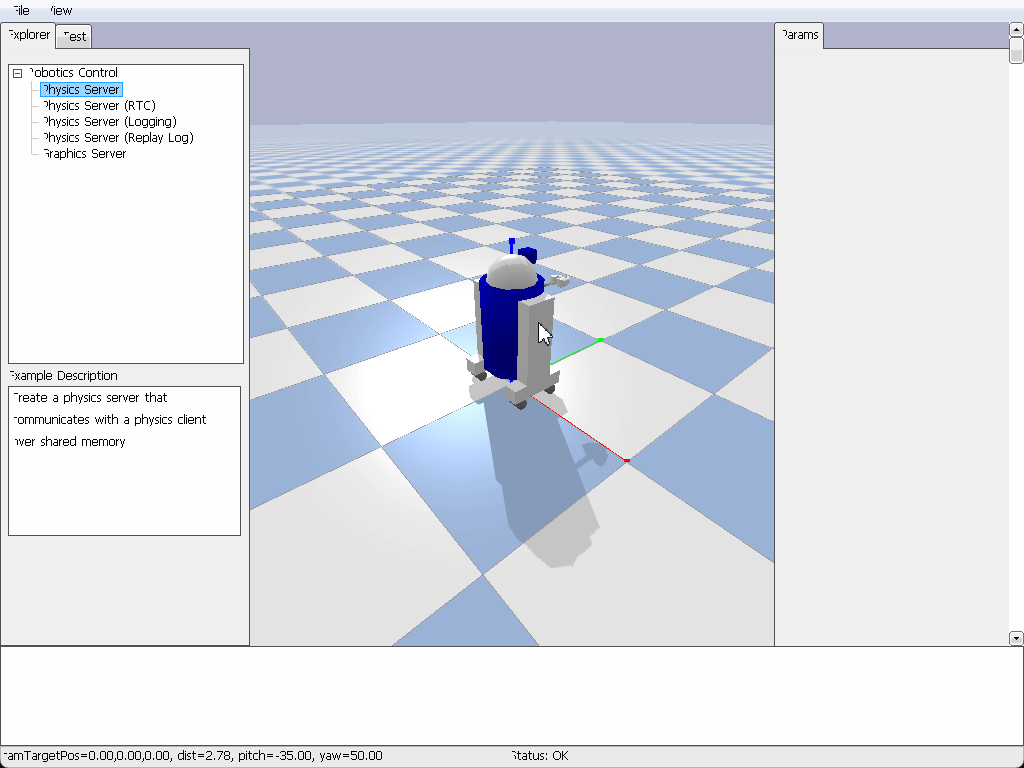 File View
Explorer Test
Params
Robotics Control
Physics Server
Physics Server (RTC)
Physics Server (Logging)
Physics Server (Replay Log)
Graphics Server
Example Description
Create a physics server that
communicates with a physics client
over shared memory
camTargetPos=0.00,0.00,0.00, dist=2.78, pitch=-35.00, yaw=50.00
Status: OK